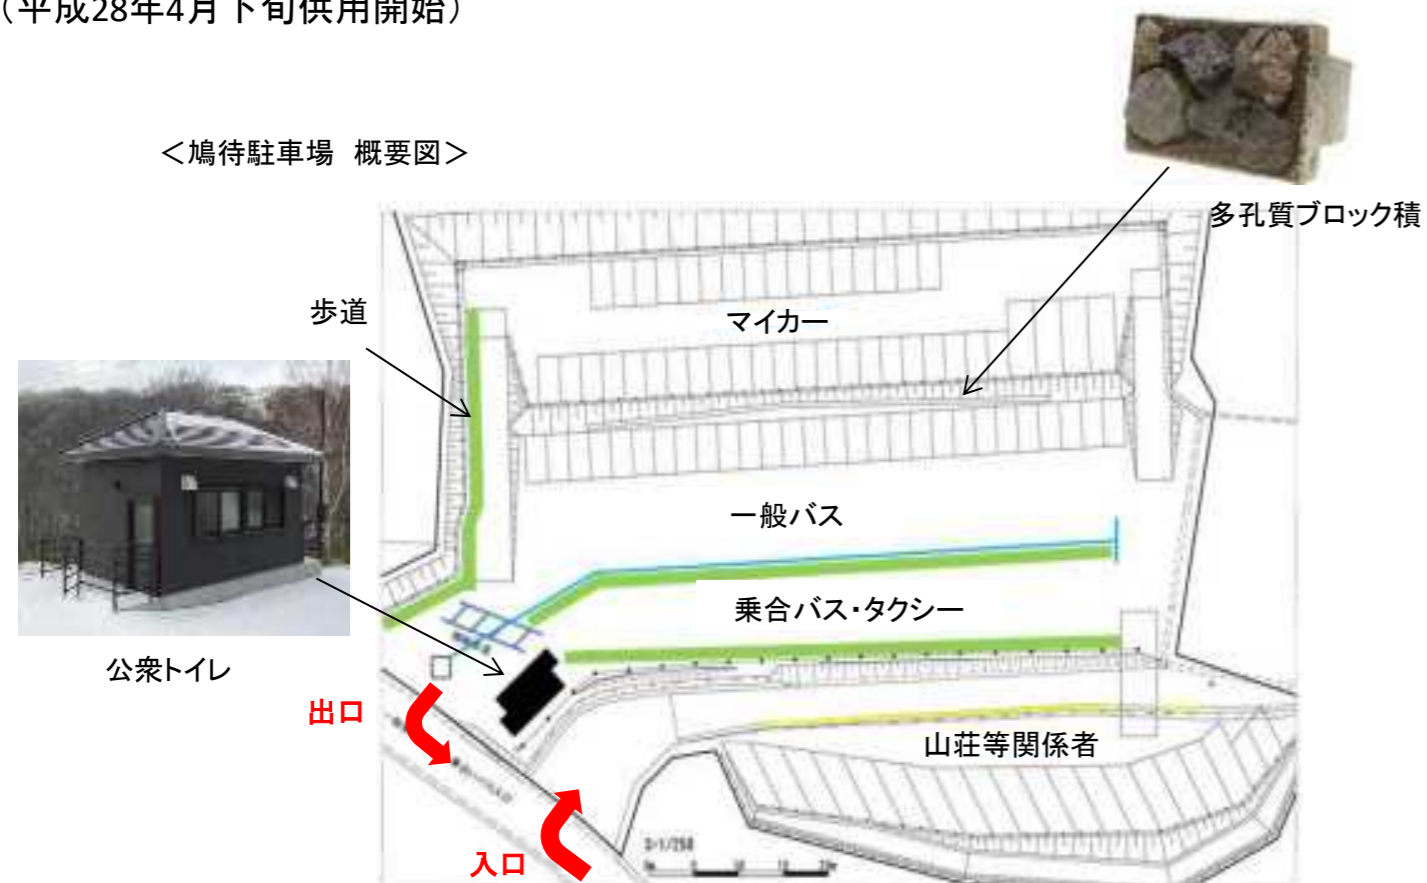 (平成28年4月下旬供用開始)
<鳩待駐車場 概要図>
多孔質ブロック積
歩道
マイカー
一般バス
乗合バス・タクシー
公衆トイレ
出口
山荘等関係者
入口
S=1/250